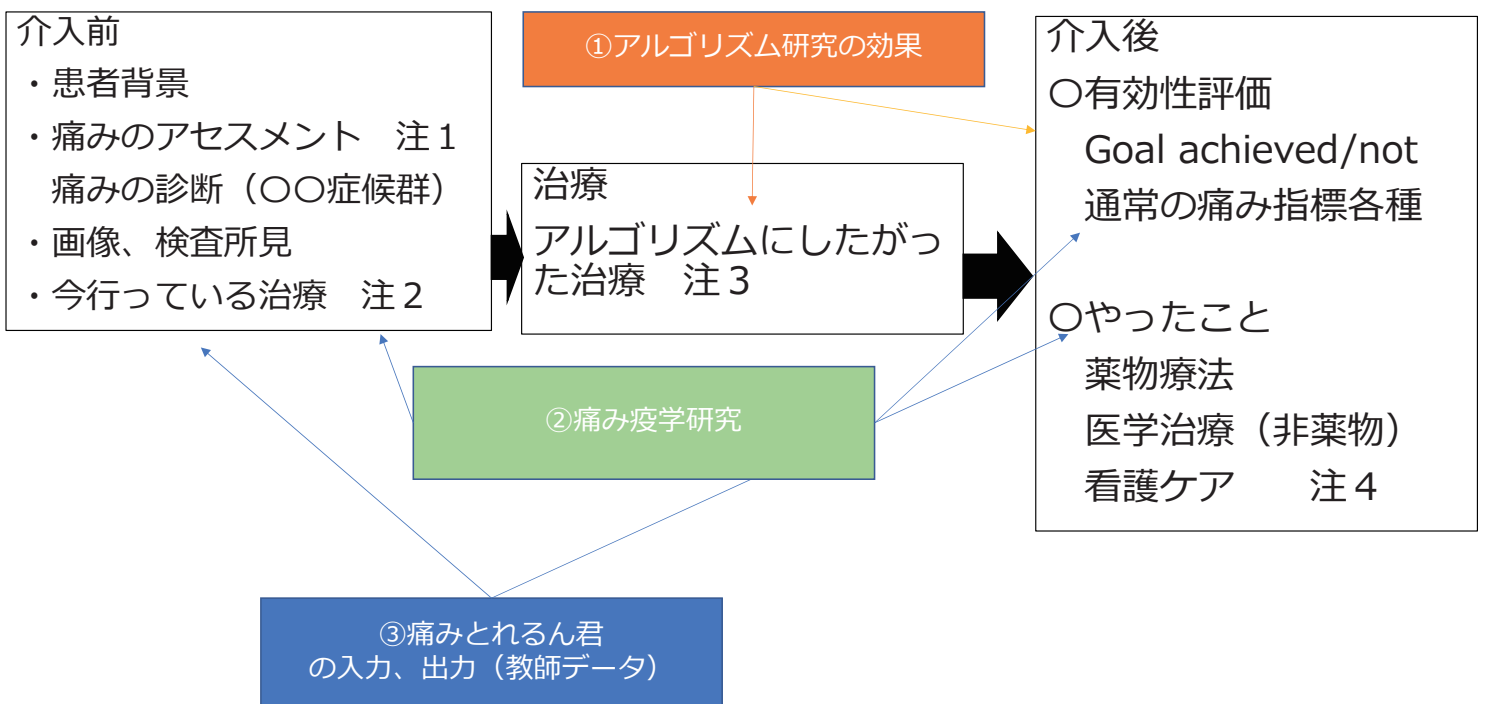 介入前
・患者背景
・痛みのアセスメント　注１
痛みの診断（〇〇症候群）
・画像、検査所見
・今行っている治療　注２
①アルゴリズム研究の効果
治療
アルゴリズムにしたがっ
た治療　注３
②痛み疫学研究
③痛みとれるん君
の入力、出力（教師データ）
介入後
〇有効性評価
Goal achieved/not
通常の痛み指標各種
〇やったこと
薬物療法
医学治療（非薬物）
看護ケア　　注４